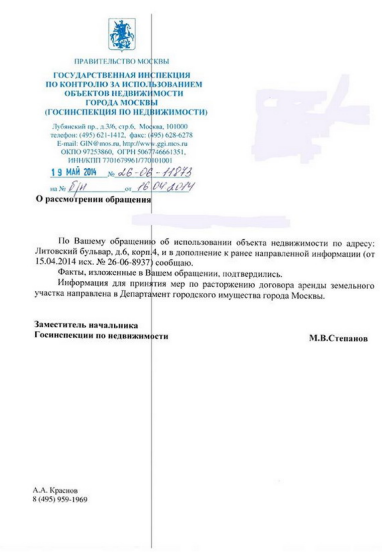 ПРАВИТЕЛЬСТВО МОСКВЫ
ГОСУДАРСТВЕННАЯ ИНСПЕКЦИЯ
ПО КОНТРОЛЮ ЗА ИСПОЛЬЗОВАНИЕМ
ОБЪЕКТОВ НЕДВИЖИМОСТИ
ГОРОДА МОСКВЫ
(ГОСИНСПЕКЦИЯ ПО НЕДВИЖИМОСТИ)
Лубянский пр., д.3/6, стр.6, Москва, 101000
телефон: (495) 621-1412, факс: (495) 628-6278
E-mail: GIN@mos.ru, http://www.ggi.mos.ru
ОКПО 97253860, ОГРН 5067746661351,
ИНН/КПП 7701679961/770101001
19 МАЙ 2014 № 26-06-11873
на № б/н от 16.04.2014
О рассмотрении обращения
По Вашему обращению об использовании объекта недвижимости по адресу:
Литовский бульвар, д.6, корп.4, и в дополнение к ранее направленной информации (от
15.04.2014 исх. № 26-06-8937) сообщаю.
Факты, изложенные в Вашем обращении, подтвердились.
Информация для принятия мер по расторжению договора аренды земельного
участка направлена в Департамент городского имущества города Москвы.
Заместитель начальника
Госинспекции по недвижимости М.В.Степанов
А.А. Краснов
8 (495) 959-1969